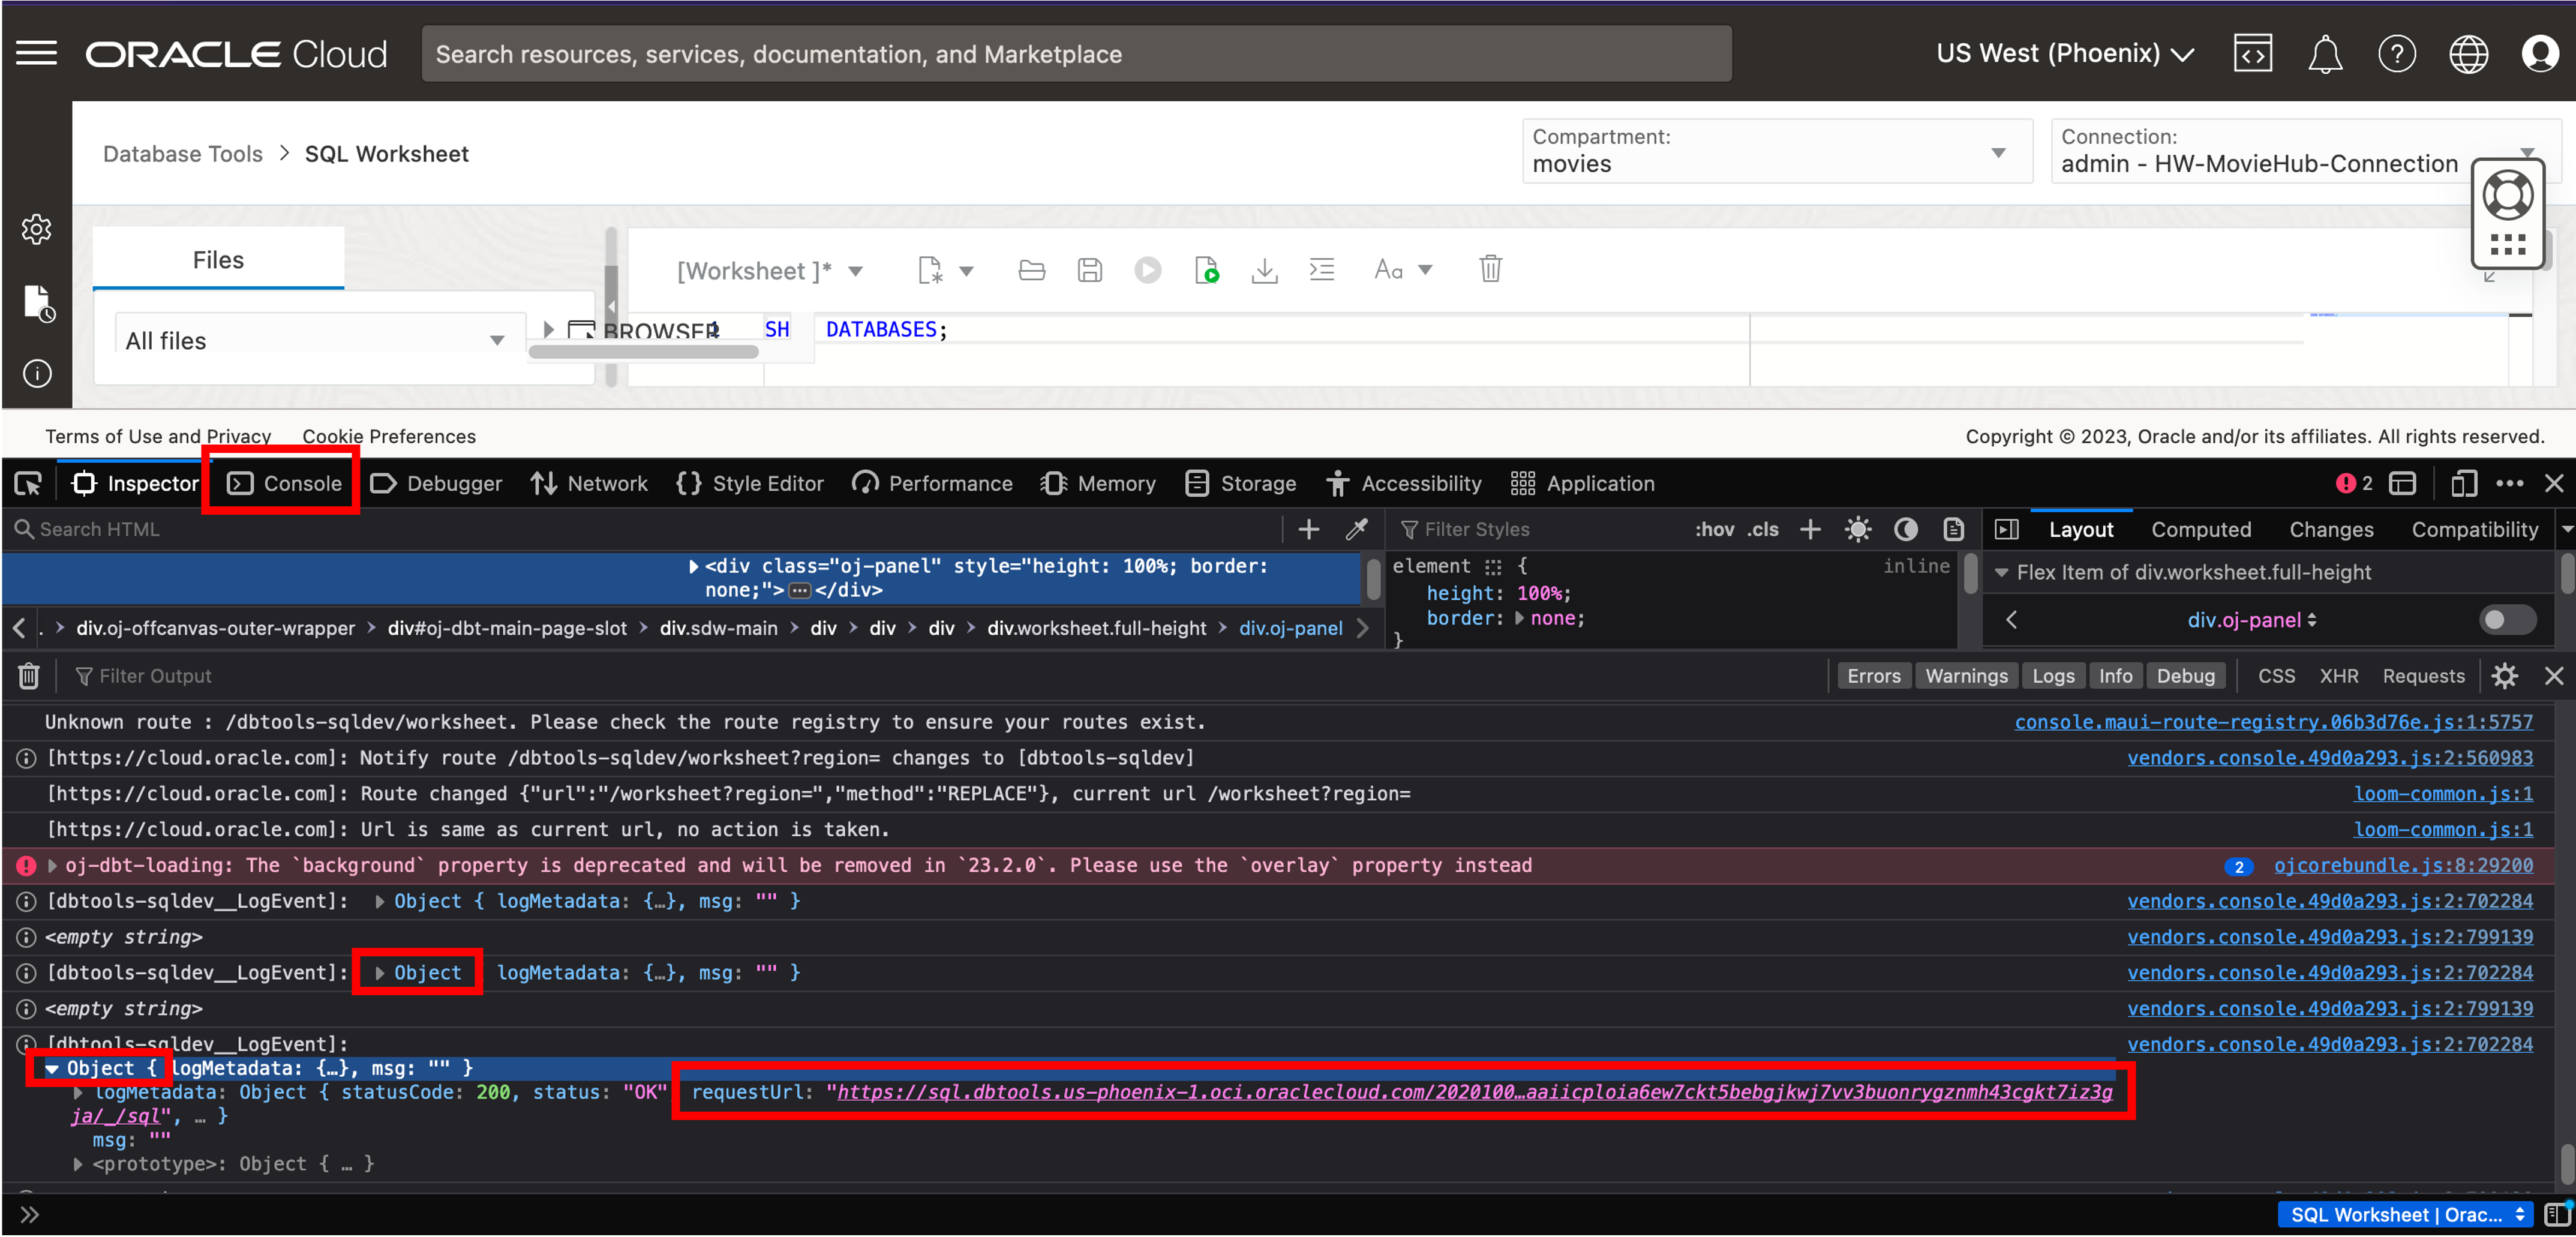 ORACLE Cloud
Search resources, services, documentation, and Marketplace
US West (Phoenix)
Database Tools > SQL Worksheet
Compartment:
movies
Connection:
admin - HW-MovieHub-Connection
Files
[Worksheet ]*
Aa
All files
BROWSER
SH DATABASES;
Terms of Use and Privacy Cookie Preferences
Copyright © 2023, Oracle and/or its affiliates. All rights reserved.
Inspector Console Debugger Network {} Style Editor Performance Memory Storage Accessibility Application 2
Search HTML
Filter Styles
:hov .cls
Layout Computed Changes Compatibility
<div class="oj-panel" style="height: 100%; border:
none;"> … </div>
element { inline
height: 100%;
border: none;
}
Flex Item of div.worksheet.full-height
div.oj-panel
. > div.oj-offcanvas-outer-wrapper > div#oj-dbt-main-page-slot > div.sdw-main > div > div > div > div.worksheet.full-height > div.oj-panel
Filter Output
Errors Warnings Logs Info Debug CSS XHR Requests
Unknown route : /dbtools-sqldev/worksheet. Please check the route registry to ensure your routes exist. console.maui-route-registry.06b3d76e.js:1:5757
[https://cloud.oracle.com]: Notify route /dbtools-sqldev/worksheet?region= changes to [dbtools-sqldev] vendors.console.49d0a293.js:2:560983
[https://cloud.oracle.com]: Route changed {"url":"/worksheet?region=","method":"REPLACE"}, current url /worksheet?region= loom-common.js:1
[https://cloud.oracle.com]: Url is same as current url, no action is taken. loom-common.js:1
oj-dbt-loading: The `background` property is deprecated and will be removed in `23.2.0`. Please use the `overlay` property instead 2 ojcorebundle.js:8:29200
[dbtools-sqldev__LogEvent]: Object { logMetadata: {…}, msg: "" } vendors.console.49d0a293.js:2:702284
<empty string> vendors.console.49d0a293.js:2:799139
[dbtools-sqldev__LogEvent]: Object logMetadata: {…}, msg: "" } vendors.console.49d0a293.js:2:702284
<empty string> vendors.console.49d0a293.js:2:799139
[dbtools-sqldev__LogEvent]: vendors.console.49d0a293.js:2:702284
Object { logMetadata: {…}, msg: "" }
logMetadata: Object { statusCode: 200, status: "OK" requestUrl: "https://sql.dbtools.us-phoenix-1.oci.oraclecloud.com/2020100…aaiicploia6ew7ckt5bebgjkwj7vv3buonrygznmh43cgkt7iz3g
ja/_/sql", … }
msg: ""
<prototype>: Object { … }
SQL Worksheet | Orac...